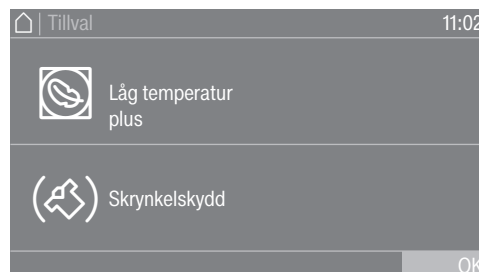 Tillval 11:02
Låg temperatur
plus
Skrynkelskydd
OK